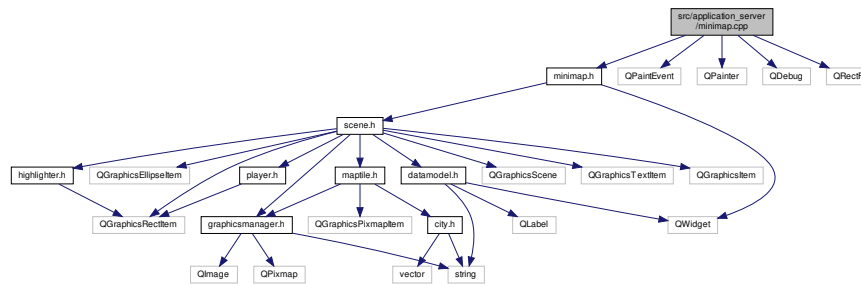 src/application_server
/minimap.cpp
minimap.h
QPaintEvent
QPainter
QDebug
QRectF
scene.h
highlighter.h
QGraphicsEllipseItem
player.h
maptile.h
datamodel.h
QGraphicsScene
QGraphicsTextItem
QGraphicsItem
QGraphicsRectItem
graphicsmanager.h
QGraphicsPixmapItem
city.h
QLabel
QWidget
QImage
QPixmap
vector
string